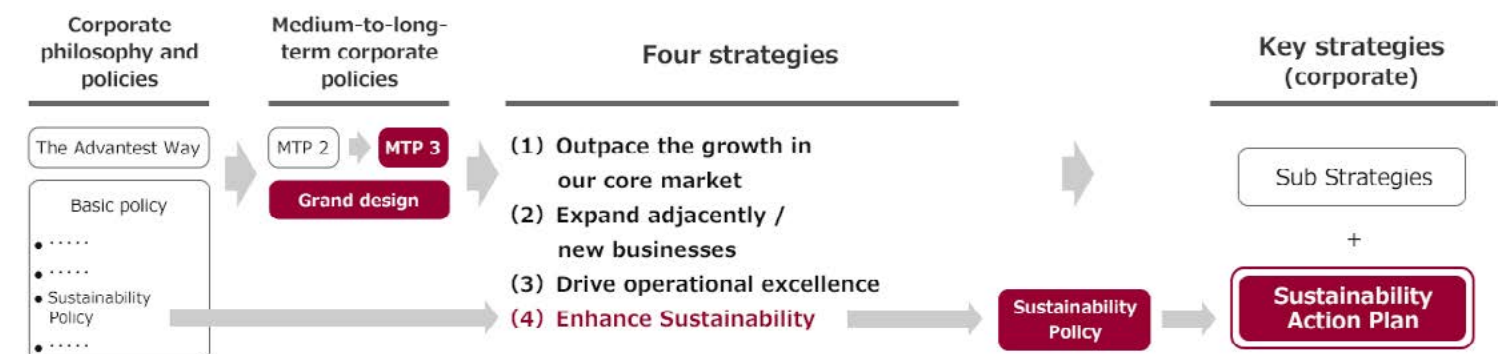 Corporate
philosophy and
policies
Medium-to-long-
term corporate
policies
Four strategies
Key strategies
(corporate)
The Advantest Way
Basic policy
● ·····
● ·····
● Sustainability
Policy
● ·····
MTP 2
MTP 3
Grand design
(1) Outpace the growth in
our core market
(2) Expand adjacently /
new businesses
(3) Drive operational excellence
(4) Enhance Sustainability
Sustainability
Policy
Sub Strategies
+
Sustainability
Action Plan